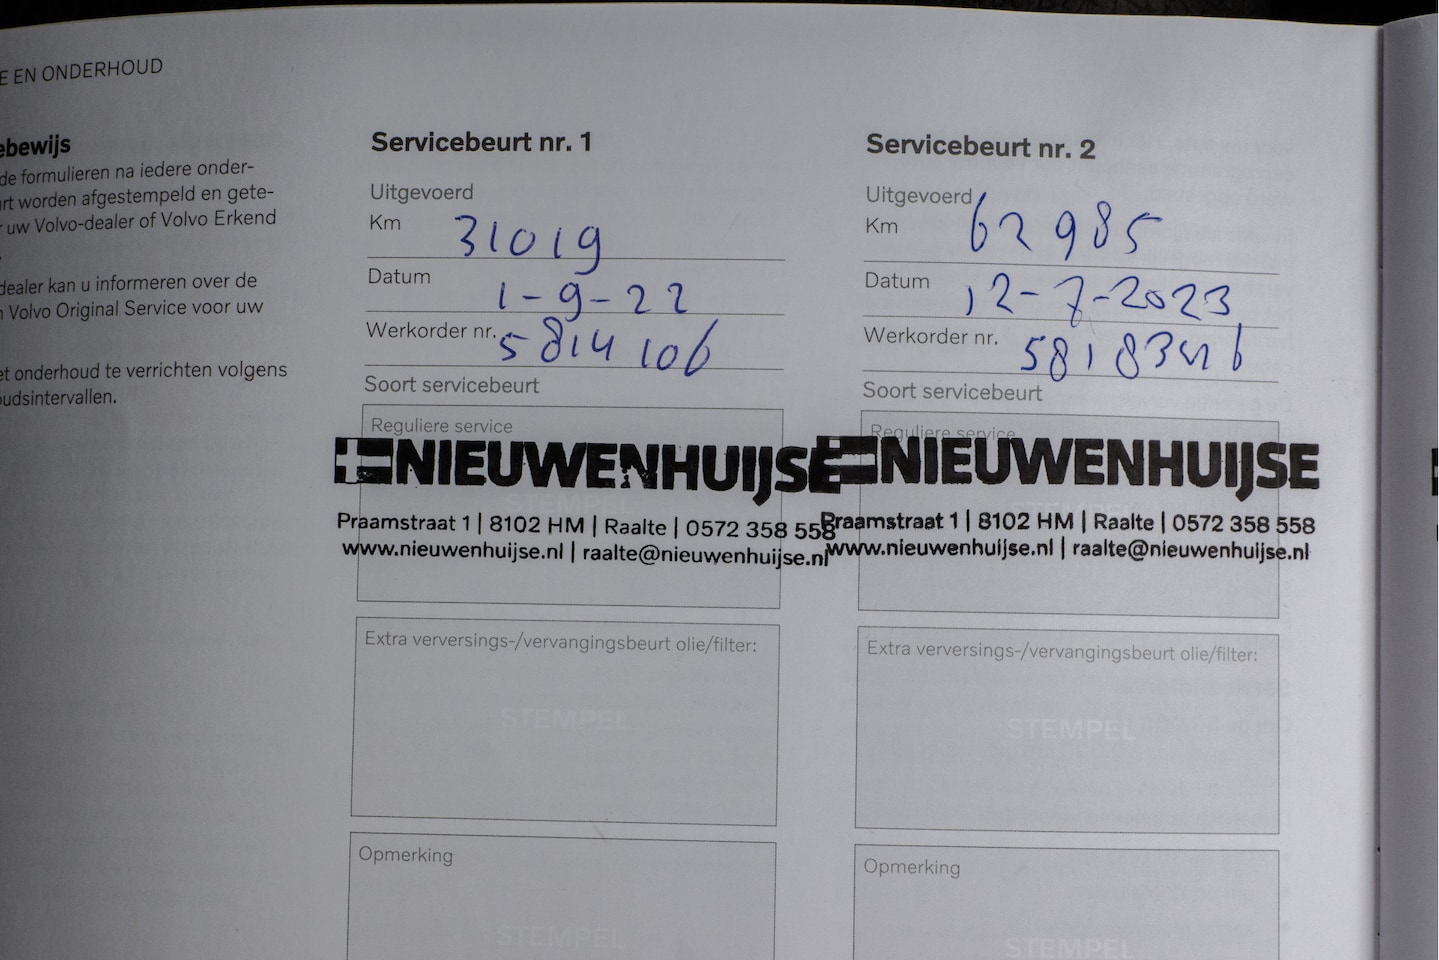 E EN ONDERHOUD
ebewijs
de formulieren na iedere onder-
rt worden afgestempeld en gete-
uw Volvo-dealer of Volvo Erkend
dealer kan u informeren over de
n Volvo Original Service voor uw
et onderhoud te verrichten volgens
oudsintervallen.
Servicebeurt nr. 1
Uitgevoerd
Km 31019
Datum 1-9-22
Werkorder nr. 5814106
Soort servicebeurt
Reguliere service
STEMPEL
NIEUWENHUIJSE
Praamstraat 1 | 8102 HM | Raalte | 0572 358 558
www.nieuwenhuijse.nl | raalte@nieuwenhuijse.nl
Extra verversings-/vervangingsbeurt olie/filter:
STEMPEL
Opmerking
STEMPEL
Servicebeurt nr. 2
Uitgevoerd
Km 62985
Datum 12-7-2023
Werkorder nr.
Soort servicebeurt
Reguliere service
NIEUWENHUIJSE
Praamstraat 1 | 8102 HM | Raalte | 0572 358 558
www.nieuwenhuijse.nl | raalte@nieuwenhuijse.nl
Extra verversings-/vervangingsbeurt olie/filter:
STEMPEL
Opmerking
STEMPEL